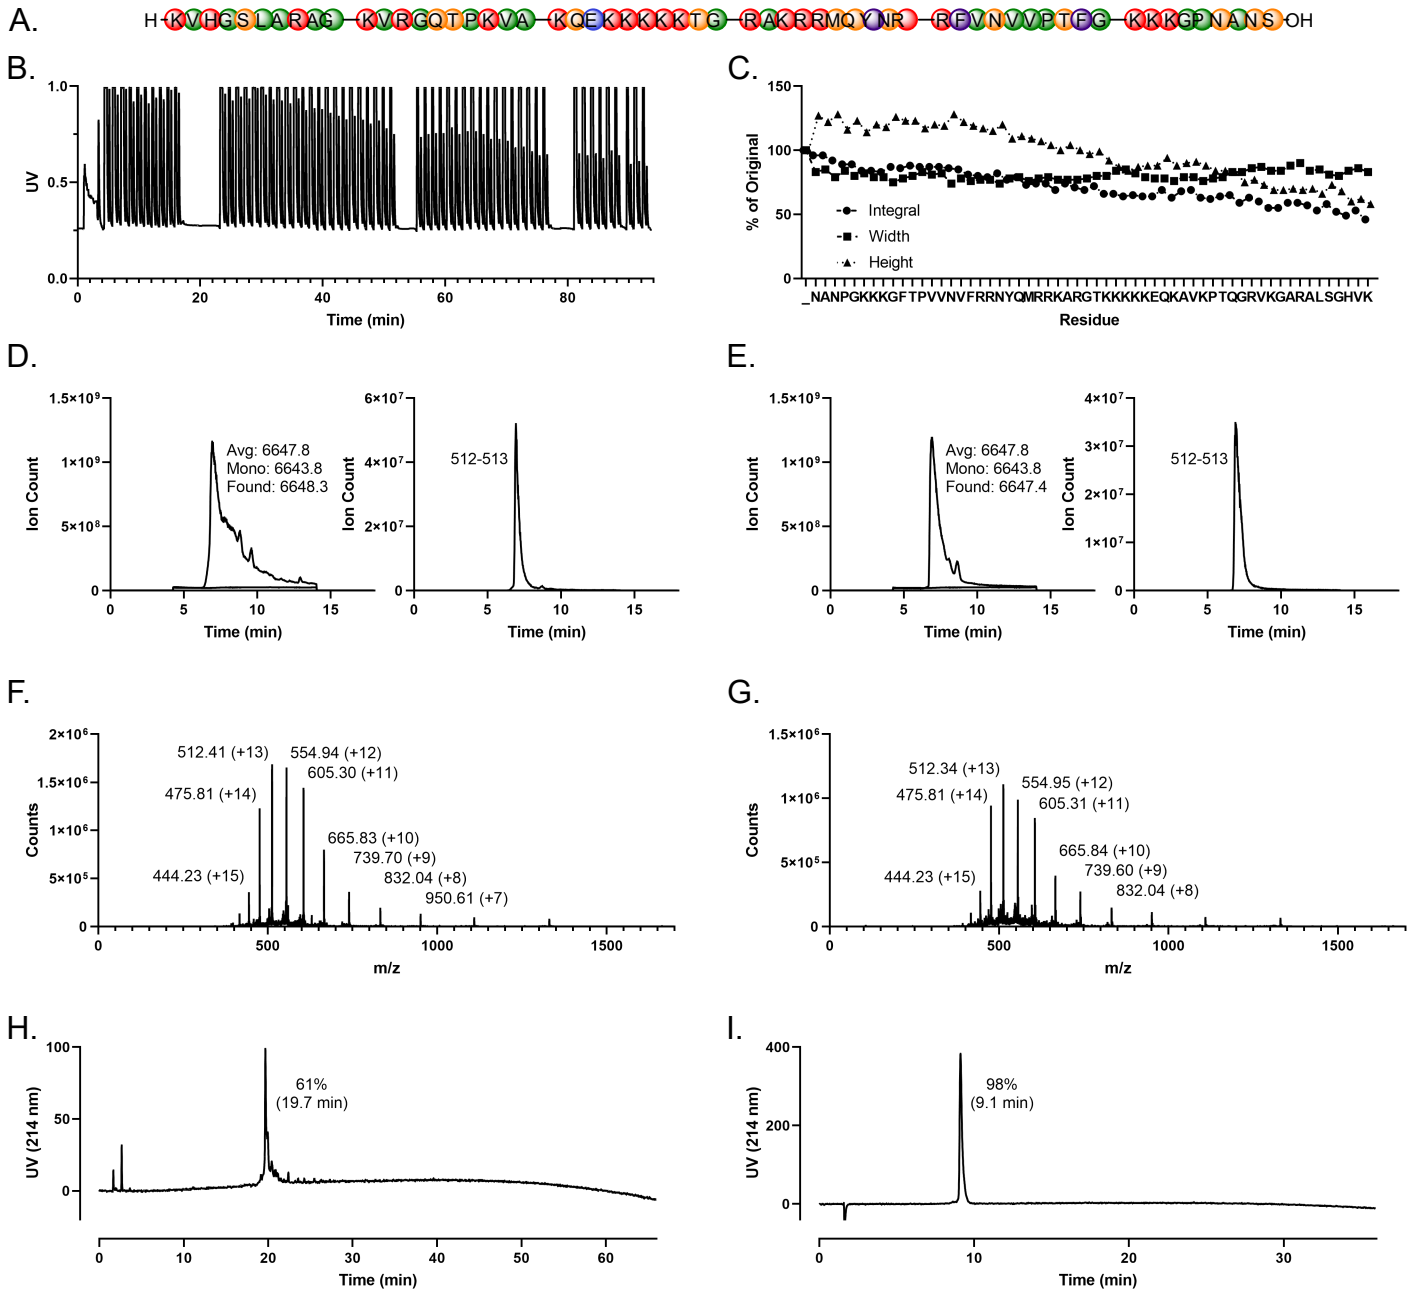 A.
H KVHGSLARAG KVRGQTPKVA KQEKKKKKTG RAKRRMQYNR RFVNVVPTFG KKKGPNANS OH
B.
1.0
0.5
0.0
UV
0 20 40 60 80
Time (min)
C.
150
100
50
0
% of Original
Integral
Width
Height
_NANPGKKKGFTPVVNVFRRNYQMRRKARGTKKKKKEQKAVKPTQGRVKGARALSGHVK
Residue
D.
1.5×10⁹
1×10⁹
5×10⁸
0
Ion Count
Avg: 6647.8
Mono: 6643.8
Found: 6648.3
0 5 10 15
Time (min)
6×10⁷
4×10⁷
2×10⁷
0
Ion Count
512-513
0 5 10 15
Time (min)
E.
1.5×10⁹
1×10⁹
5×10⁸
0
Ion Count
Avg: 6647.8
Mono: 6643.8
Found: 6647.4
0 5 10 15
Time (min)
4×10⁷
3×10⁷
2×10⁷
1×10⁷
0
Ion Count
512-513
0 5 10 15
Time (min)
F.
2×10⁶
1.5×10⁶
1×10⁶
5×10⁵
0
Counts
512.41 (+13) 554.94 (+12)
605.30 (+11)
475.81 (+14)
665.83 (+10)
739.70 (+9)
444.23 (+15) 832.04 (+8)
950.61 (+7)
0 500 1000 1500
m/z
G.
1.5×10⁶
1×10⁶
5×10⁵
0
Counts
512.34 (+13)
554.95 (+12)
475.81 (+14) 605.31 (+11)
665.84 (+10)
739.60 (+9)
444.23 (+15) 832.04 (+8)
0 500 1000 1500
m/z
H.
100
50
0
UV (214 nm)
61%
(19.7 min)
0 10 20 30 40 50 60
Time (min)
I.
400
200
0
UV (214 nm)
98%
(9.1 min)
0 10 20 30
Time (min)